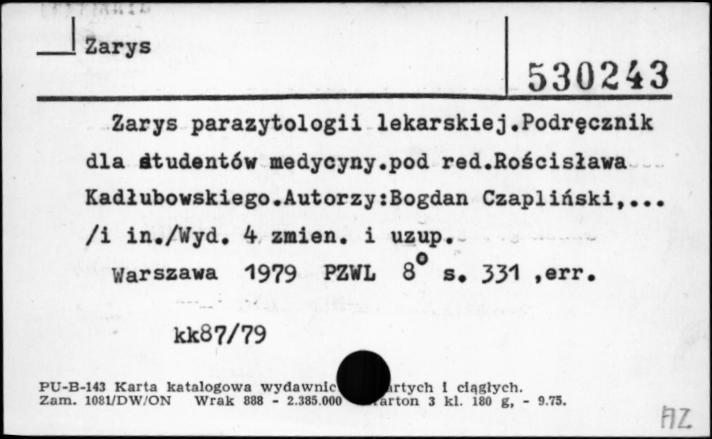 Zarys
530243
Zarys parazytologii lekarskiej.Podręcznik
dla studentów medycyny.pod red.Rościsława
Kadłubowskiego.Autorzy:Bogdan Czapliński,...
/i in./Wyd. 4 zmien. i uzup.
Warszawa 1979 PZWL 8° s. 331 ,err.
kk87/79
PU-B-143 Karta katalogowa wydawnic artych i ciągłych.
Zam. 1081/DW/ON Wrak 888 - 2.385.000 arton 3 kl. 180 g, - 9.75.
AZ